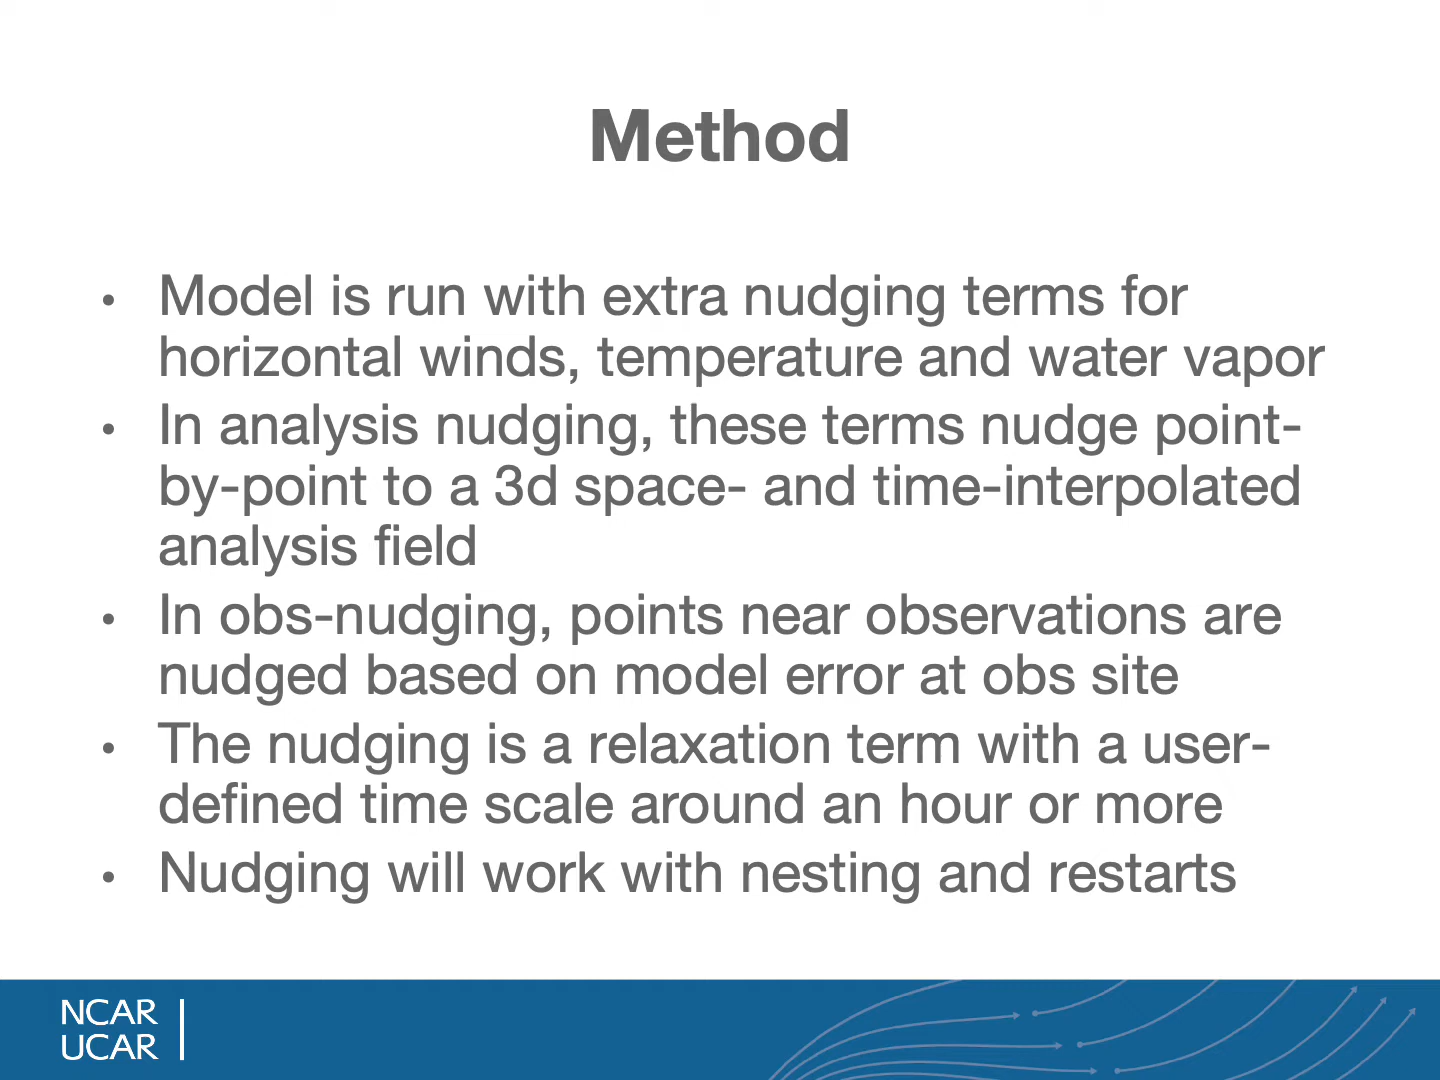 Method
• Model is run with extra nudging terms for
horizontal winds, temperature and water vapor
• In analysis nudging, these terms nudge point-
by-point to a 3d space- and time-interpolated
analysis field
• In obs-nudging, points near observations are
nudged based on model error at obs site
• The nudging is a relaxation term with a user-
defined time scale around an hour or more
• Nudging will work with nesting and restarts
NCAR
UCAR